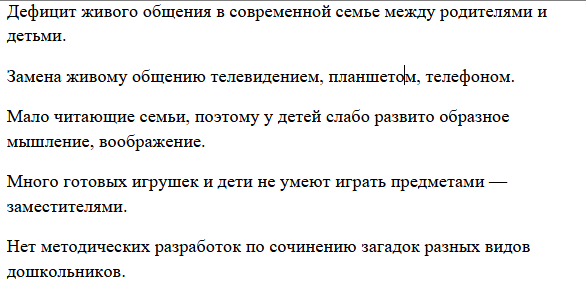 Дефицит живого общения в современной семье между родителями и
детьми.
Замена живому общению телевидением, планшетом, телефоном.
Мало читающие семьи, поэтому у детей слабо развито образное
мышление, воображение.
Много готовых игрушек и дети не умеют играть предметами —
заместителями.
Нет методических разработок по сочинению загадок разных видов
дошкольников.